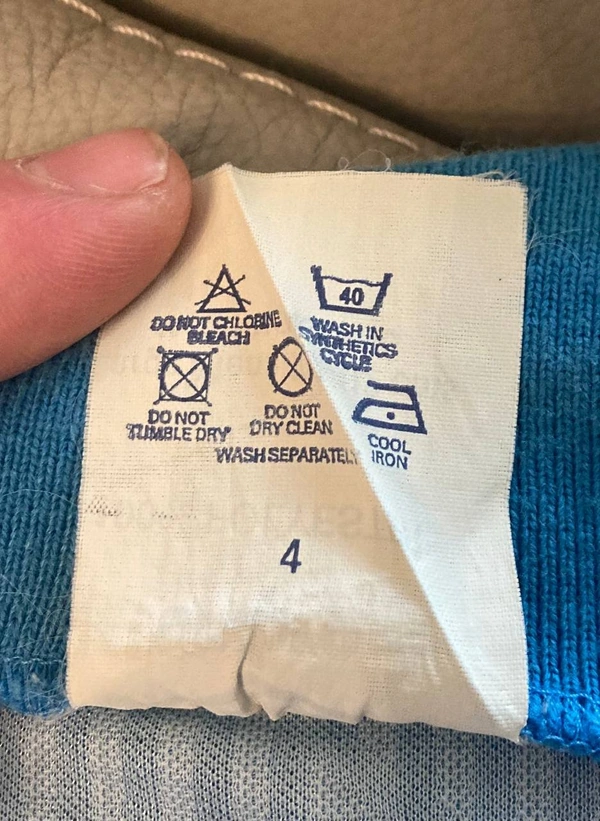 40
DO NOT CHLORINE
BLEACH
WASH IN
SYNTHETICS
CYCLE
DO NOT
TUMBLE DRY
DO NOT
DRY CLEAN
COOL
IRON
WASH SEPARATELY
4